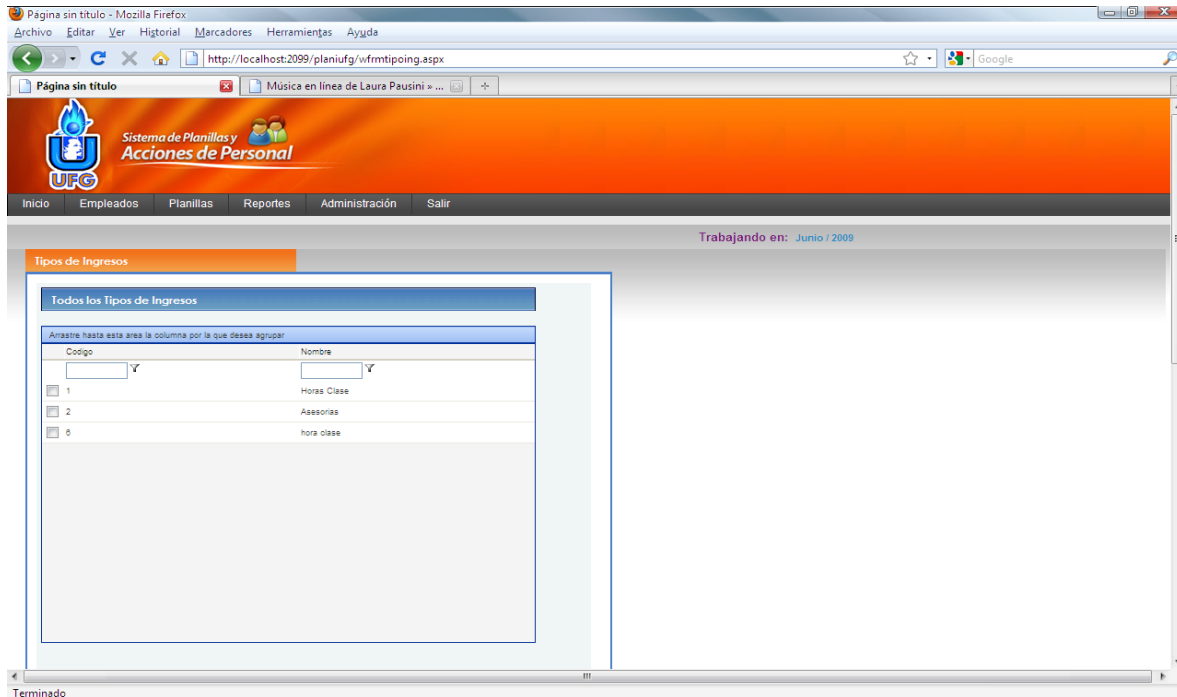 Página sin título - Mozilla Firefox
Archivo Editar Ver Historial Marcadores Herramientas Ayuda
http://localhost:2099/planiufg/wfrmtipoing.aspx
Google
Página sin título
Música en línea de Laura Pausini » ...
UFG
Sistema de Planillas y
Acciones de Personal
Inicio Empleados Planillas Reportes Administración Salir
Trabajando en: Junio / 2009
Tipos de Ingresos
Todos los Tipos de Ingresos
Arrastre hasta esta area la columna por la que desea agrupar
Codigo Nombre
1 Horas Clase
2 Asesorias
6 hora clase
Terminado